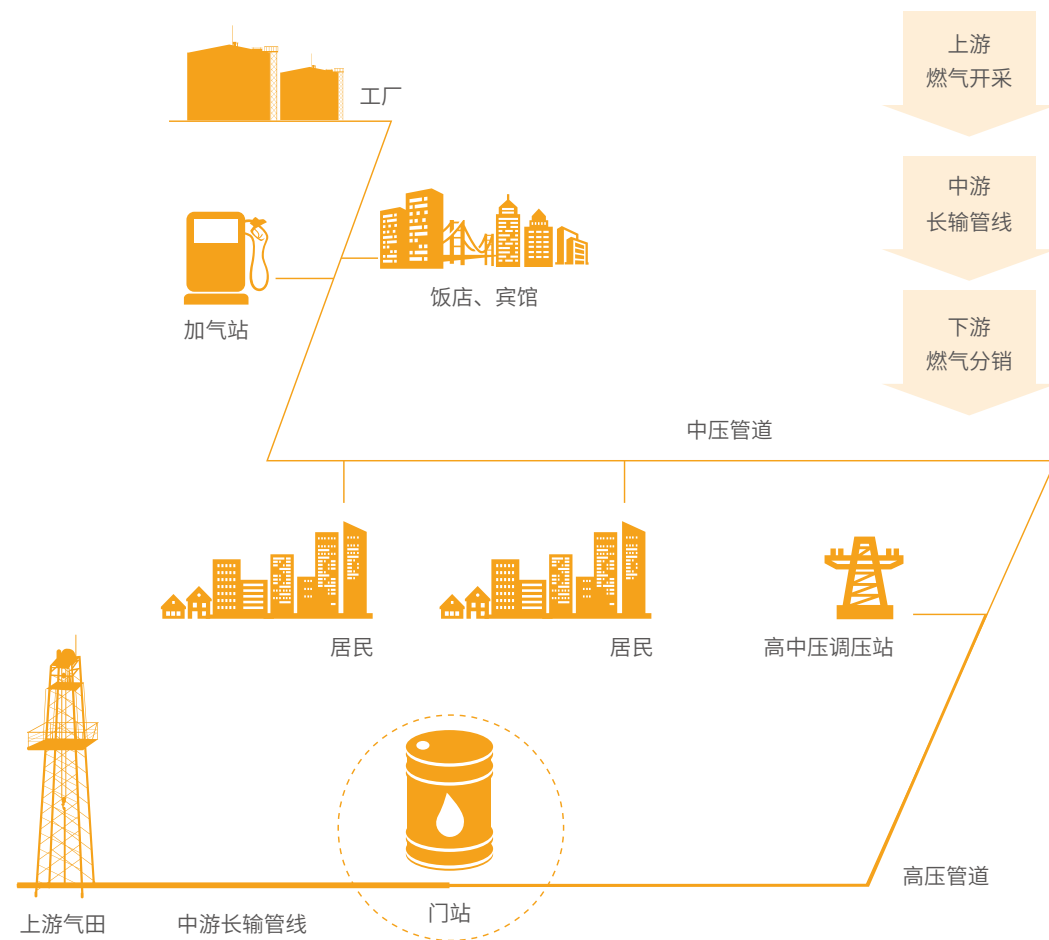 上游
燃气开采
工厂
中游
长输管线
饭店、宾馆
加气站
下游
燃气分销
中压管道
居民
居民
高中压调压站
高压管道
上游气田
中游长输管线
门站